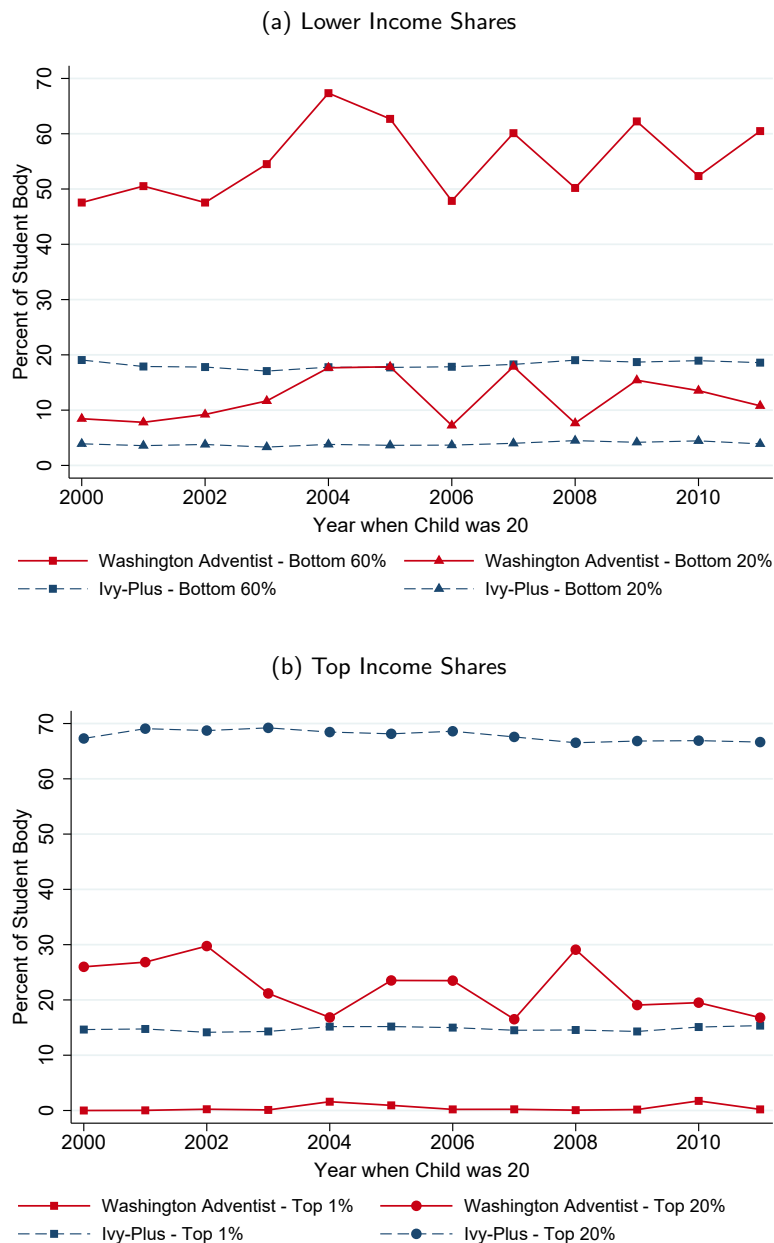 (a) Lower Income Shares
Percent of Student Body
70
60
50
40
30
20
10
0
2000 2002 2004 2006 2008 2010
Year when Child was 20
Washington Adventist - Bottom 60% Washington Adventist - Bottom 20%
Ivy-Plus - Bottom 60% Ivy-Plus - Bottom 20%
(b) Top Income Shares
Percent of Student Body
70
60
50
40
30
20
10
0
2000 2002 2004 2006 2008 2010
Year when Child was 20
Washington Adventist - Top 1% Washington Adventist - Top 20%
Ivy-Plus - Top 1% Ivy-Plus - Top 20%